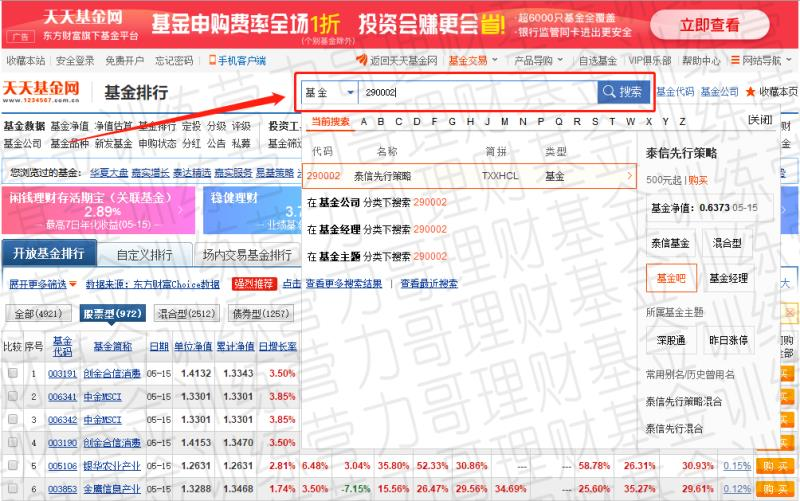 天天基金网
广告 东方财富旗下基金平台
基金申购费率全场1折 投资会赚更会省!
(个别基金除外)
·超6000只基金全覆盖
·银行监管同卡进出更安全
立即查看
收藏本站 安全登录 免费开户 忘记密码 手机客户端 返回天天基金网 基金交易 产品导购 自选基金 VIP俱乐部 帮助中心 网站导航
天天基金网
www.1234567.com.cn
基金排行
基金 290002 搜索 基金代码 基金公司 收藏本页
当前搜索 A B C D F G H J K L M N P Q R S T W X Y Z [关闭]
基金数据 基金净值 净值估算 基金排行 定投 分级 评级 投资工
基金公司 基金品种 新发基金 申购状态 分红 公告 私募 基金筛
代码 名称 简拼 类型
290002 泰信先行策略 TXXHCL 基金
在 基金公司 分类下搜索 290002
在 基金经理 分类下搜索 290002
在 基金主题 分类下搜索 290002
查看更多搜索结果 | 查看最近搜索
泰信先行策略
500元起 | 购买
基金净值: 0.6373 05-15
泰信基金 混合型
基金吧 基金经理
所属基金主题
深股通 昨日涨停
常用别名/历史曾用名
泰信先行策略混合
泰信先行混合
您浏览过的基金: 华夏大盘 嘉实增长 泰达精选 嘉实服务 易基策略
闲钱理财存活期宝（关联基金）
2.89%
最高7日年化收益(05-15)
稳健理财
3.7
业绩基
开放基金排行 自定义排行 场内交易基金排行
展开更多筛选 数据来源：东方财富Choice数据 强烈推荐 点击
全部(4921) 股票型(972) 混合型(2512) 债券型(1257)
比较 序号 基金代码 基金简称 日期 单位净值 累计净值 日增长率
1 003191 创金合信消费 05-15 1.4132 1.3343 3.50%
2 006341 中金MSCI 05-15 1.3301 1.3301 3.85%
3 006342 中金MSCI 05-15 1.3301 1.3301 3.85%
4 003190 创金合信消费 05-15 1.4153 1.3470 3.50%
5 005106 银华农业产业 05-15 1.2631 1.2631 2.81% 6.48% 3.04% 35.80% 52.33% 30.86% --- --- 58.78% 26.31% 30.93% 0.15% 购买
6 003853 金鹰信息产业 05-15 1.3288 1.3468 1.74% 3.50% -7.15% 15.56% 26.47% 29.56% 34.69% --- 25.60% 35.27% 29.61% 0.12% 购买